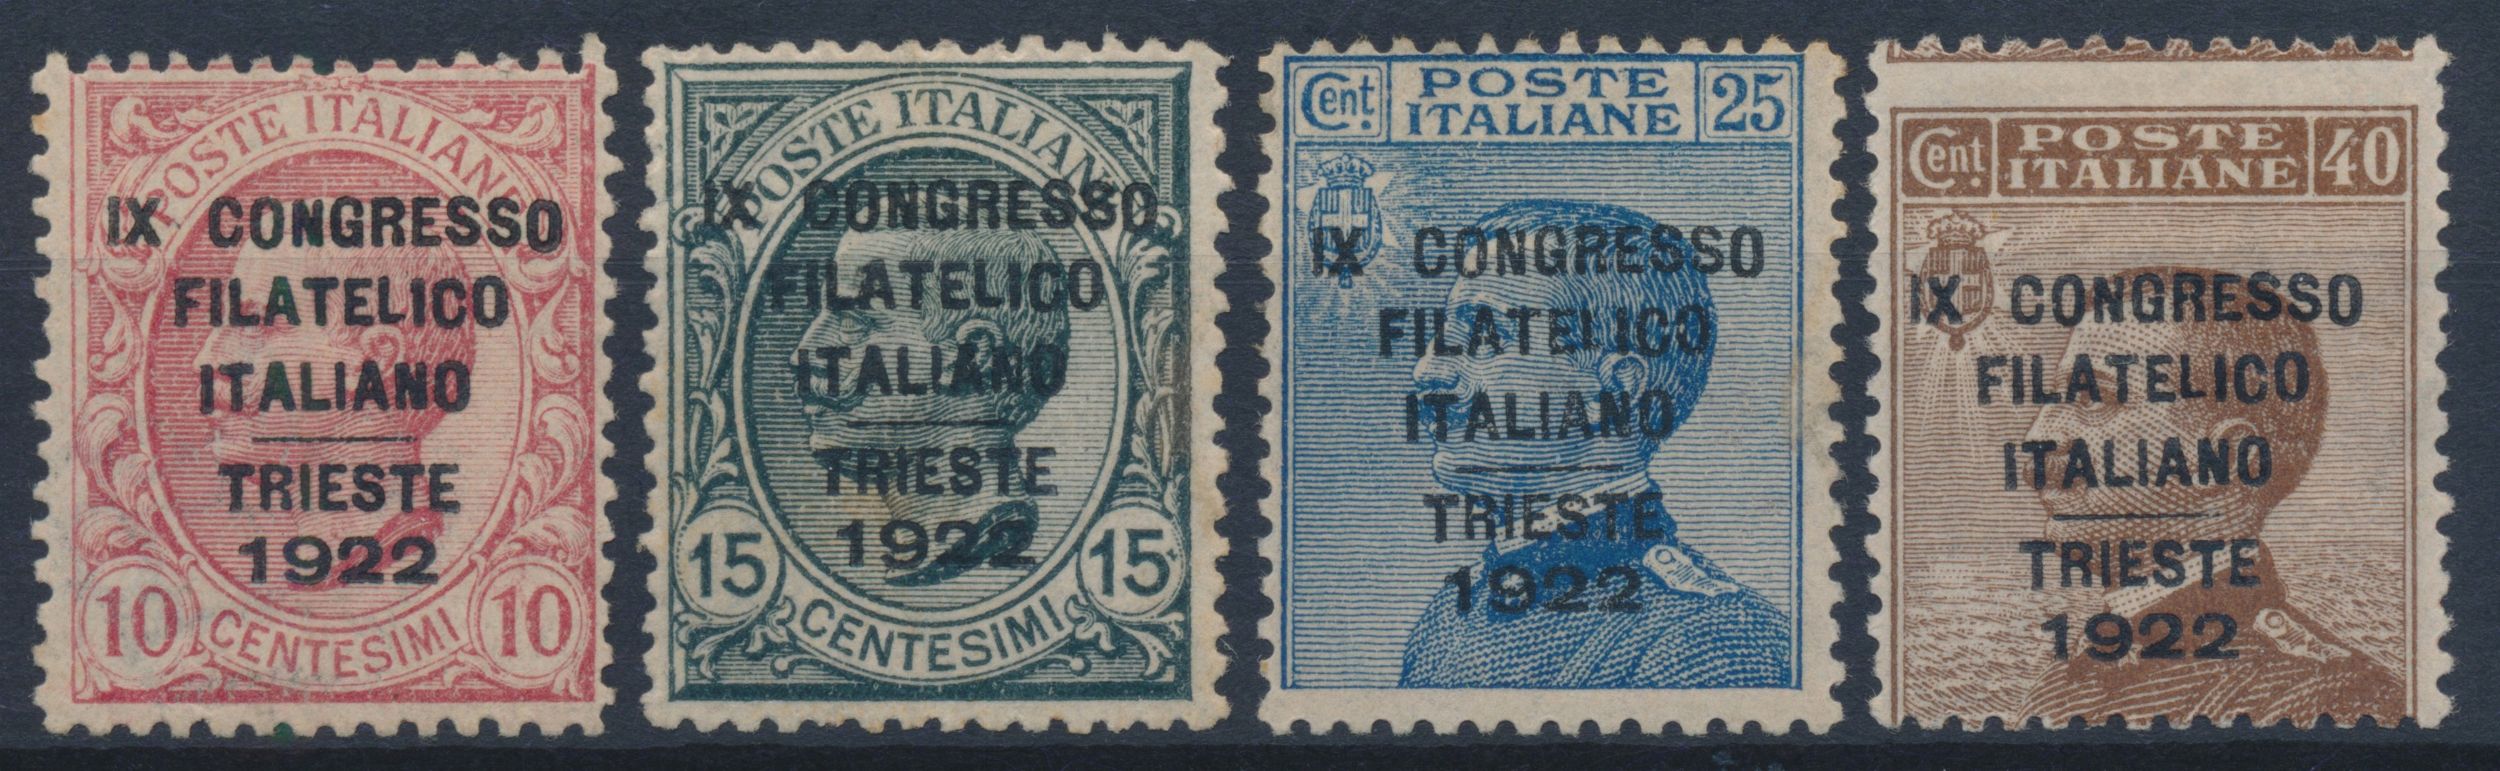 POSTE ITALIANE
IX CONGRESSO
FILATELICO
ITALIANO
TRIESTE
1922
10 CENTESIMI 10
POSTE ITALIANE
IX CONGRESSO
FILATELICO
ITALIANO
TRIESTE
1922
15 CENTESIMI 15
Cent. POSTE ITALIANE 25
IX CONGRESSO
FILATELICO
ITALIANO
TRIESTE
1922
Cent. POSTE ITALIANE 40
IX CONGRESSO
FILATELICO
ITALIANO
TRIESTE
1922